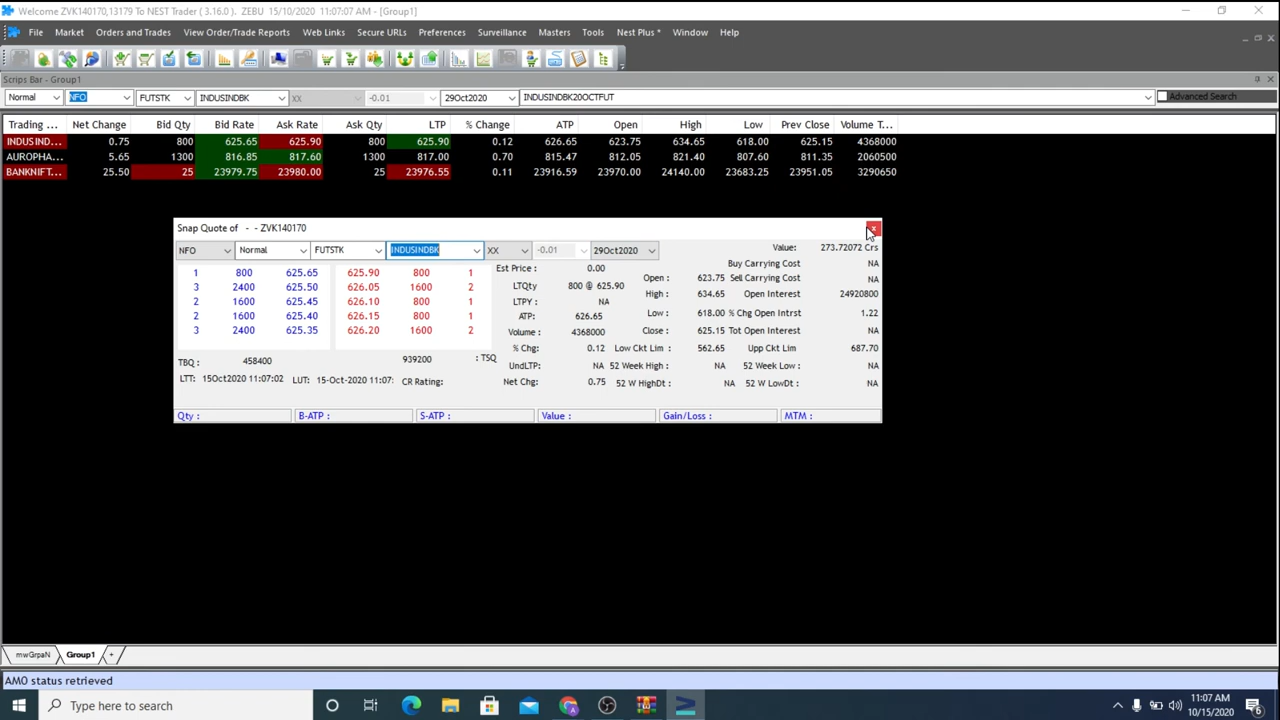 Welcome ZVK140170,13179 To NEST Trader ( 3.16.0 ). ZEBU 15/10/2020 11:07:07 AM - [Group1]
File Market Orders and Trades View Order/Trade Reports Web Links Secure URLs Preferences Surveillance Masters Tools Nest Plus * Window Help
Scrips Bar - Group1
Normal NFO FUTSTK INDUSINDBK XX -0.01 29Oct2020 INDUSINDBK20OCTFUT Advanced Search
Trading ... Net Change Bid Qty Bid Rate Ask Rate Ask Qty LTP % Change ATP Open High Low Prev Close Volume T...
INDUSIND... 0.75 800 625.65 625.90 800 625.90 0.12 626.65 623.75 634.65 618.00 625.15 4368000
AUROPHA... 5.65 1300 816.85 817.60 1300 817.00 0.70 815.47 812.05 821.40 807.60 811.35 2060500
BANKNIFT... 25.50 25 23979.75 23980.00 25 23976.55 0.11 23916.59 23970.00 24140.00 23683.25 23951.05 3290650
Snap Quote of - - ZVK140170 x
NFO Normal FUTSTK INDUSINDBK XX -0.01 29Oct2020 Value: 273.72072 Crs
Buy Carrying Cost NA
1 800 625.65 625.90 800 1 Est Price : 0.00 Open : 623.75 Sell Carrying Cost NA
3 2400 625.50 626.05 1600 2 LTQty 800 @ 625.90 High : 634.65 Open Interest 24920800
2 1600 625.45 626.10 800 1 LTPY : NA Low : 618.00 % Chg Open Intrst 1.22
2 1600 625.40 626.15 800 1 ATP: 626.65 Close : 625.15 Tot Open Interest NA
3 2400 625.35 626.20 1600 2 Volume : 4368000
% Chg: 0.12 Low Ckt Lim : 562.65 Upp Ckt Lim 687.70
TBQ : 458400 939200 : TSQ UndLTP: NA 52 Week High : NA 52 Week Low : NA
LTT: 15Oct2020 11:07:02 LUT: 15-Oct-2020 11:07: CR Rating: Net Chg: 0.75 52 W HighDt : NA 52 W LowDt : NA
Qty : B-ATP : S-ATP : Value : Gain/Loss : MTM :
mwGrpaN Group1 +
AMO status retrieved
Type here to search
11:07 AM
10/15/2020
6